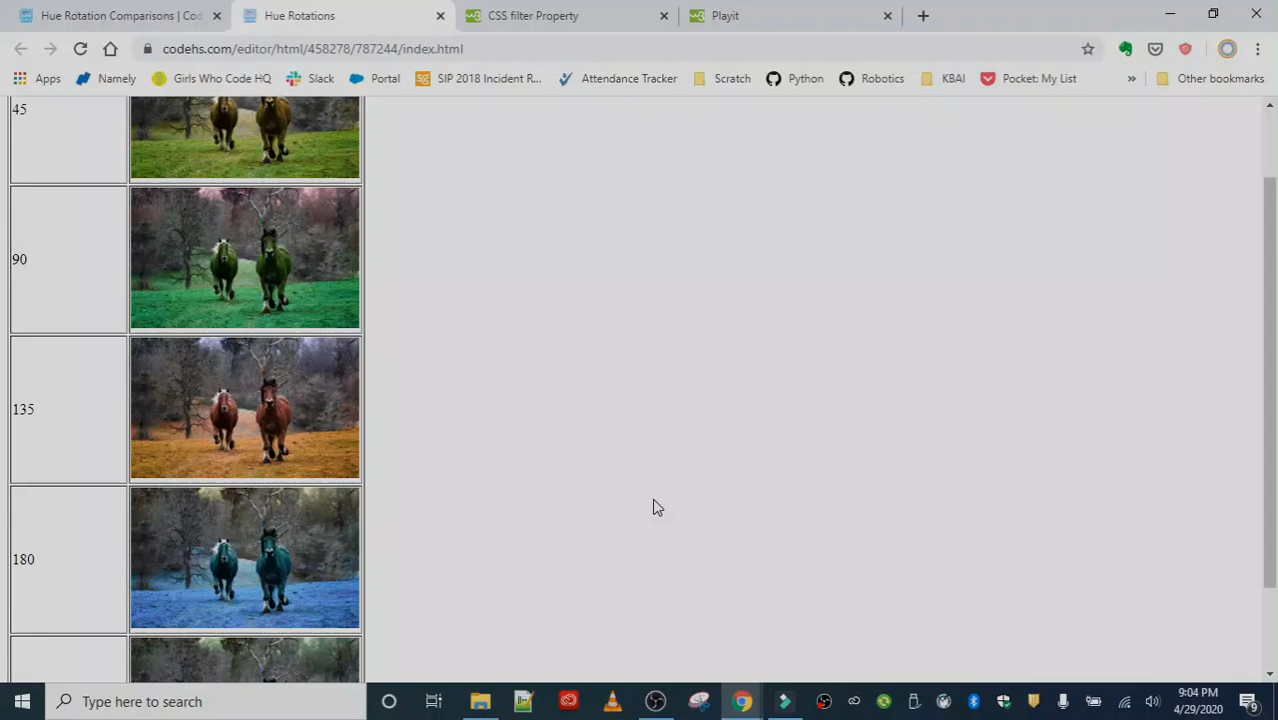 Hue Rotation Comparisons | Cod
Hue Rotations
CSS filter Property
Playit
codehs.com/editor/html/458278/787244/index.html
Apps
Namely
Girls Who Code HQ
Slack
Portal
SIP 2018 Incident R...
Attendance Tracker
Scratch
Python
Robotics
KBAI
Pocket: My List
»
Other bookmarks
45
90
135
180
Type here to search
9:04 PM
4/29/2020